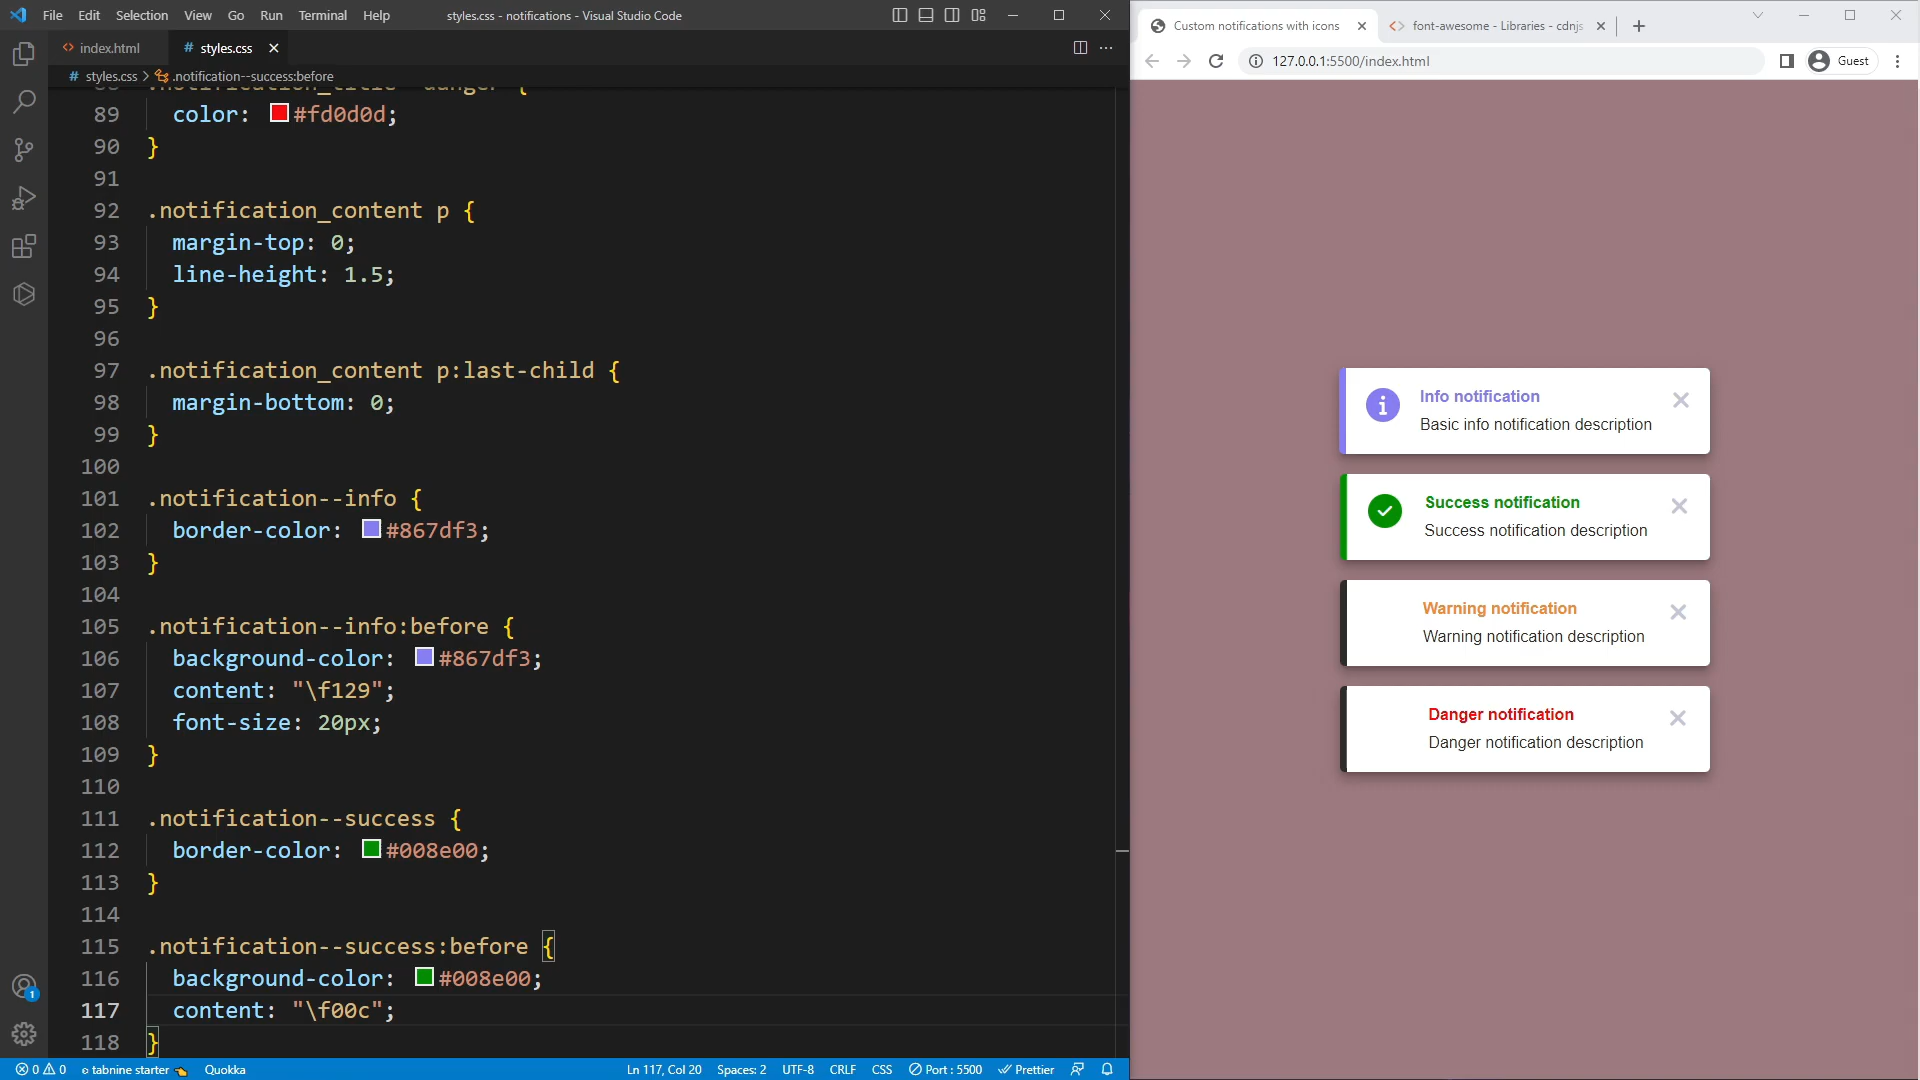 File Edit Selection View Go Run Terminal Help
styles.css - notifications - Visual Studio Code
index.html
# styles.css
# styles.css > .notification--success:before
89 color: #fd0d0d;
90 }
91
92 .notification_content p {
93 margin-top: 0;
94 line-height: 1.5;
95 }
96
97 .notification_content p:last-child {
98 margin-bottom: 0;
99 }
100
101 .notification--info {
102 border-color: #867df3;
103 }
104
105 .notification--info:before {
106 background-color: #867df3;
107 content: "\f129";
108 font-size: 20px;
109 }
110
111 .notification--success {
112 border-color: #008e00;
113 }
114
115 .notification--success:before {
116 background-color: #008e00;
117 content: "\f00c";
118 }
1
0 0 tabnine starter Quokka
Ln 117, Col 20 Spaces: 2 UTF-8 CRLF CSS Port : 5500 Prettier
Custom notifications with icons
font-awesome - Libraries - cdnjs
127.0.0.1:5500/index.html
Guest
Info notification
Basic info notification description
Success notification
Success notification description
Warning notification
Warning notification description
Danger notification
Danger notification description